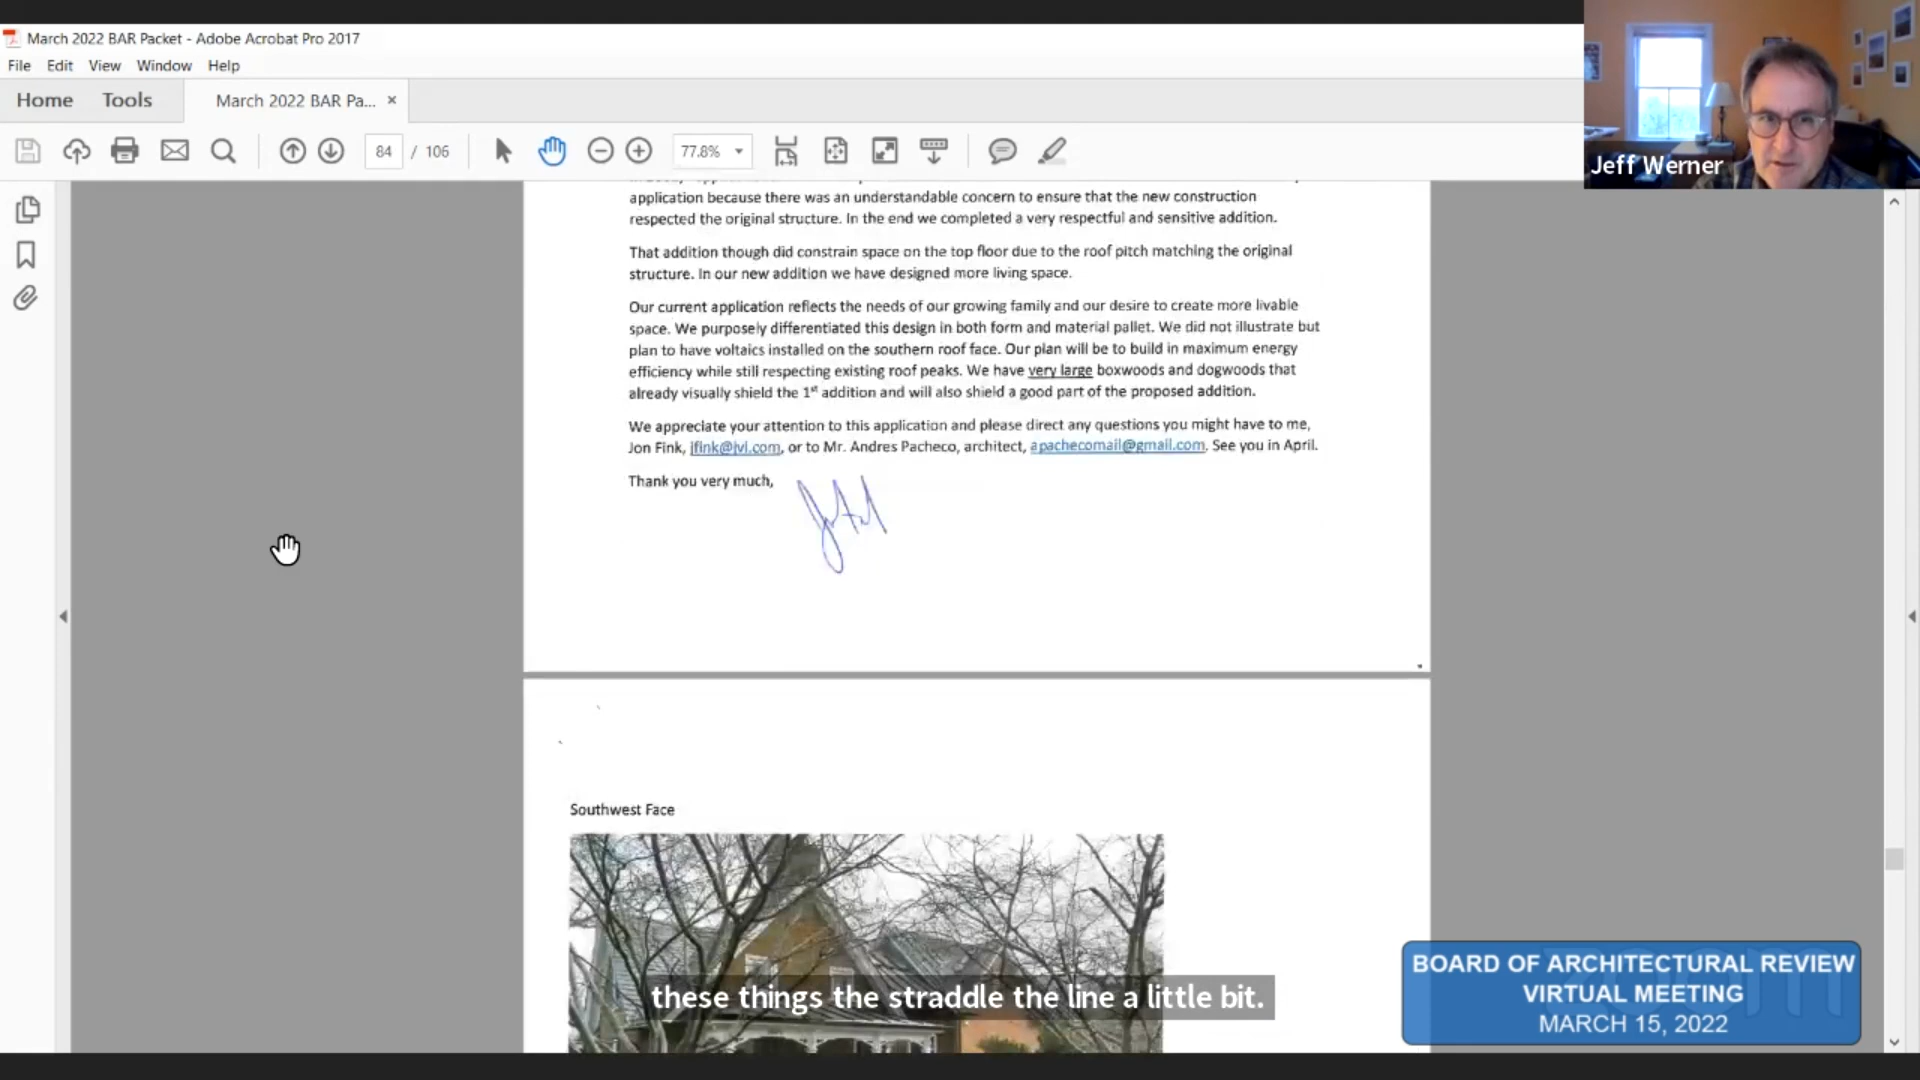 March 2022 BAR Packet - Adobe Acrobat Pro 2017
File Edit View Window Help
Home Tools March 2022 BAR Pa... ×
84 / 106 77.8%
Jeff Werner
application because there was an understandable concern to ensure that the new construction
respected the original structure. In the end we completed a very respectful and sensitive addition.
That addition though did constrain space on the top floor due to the roof pitch matching the original
structure. In our new addition we have designed more living space.
Our current application reflects the needs of our growing family and our desire to create more livable
space. We purposely differentiated this design in both form and material pallet. We did not illustrate but
plan to have voltaics installed on the southern roof face. Our plan will be to build in maximum energy
efficiency while still respecting existing roof peaks. We have very large boxwoods and dogwoods that
already visually shield the 1st addition and will also shield a good part of the proposed addition.
We appreciate your attention to this application and please direct any questions you might have to me,
Jon Fink, jfink@jvi.com, or to Mr. Andres Pacheco, architect, apachecomail@gmail.com. See you in April.
Thank you very much,
Southwest Face
these things the straddle the line a little bit.
BOARD OF ARCHITECTURAL REVIEW
VIRTUAL MEETING
MARCH 15, 2022